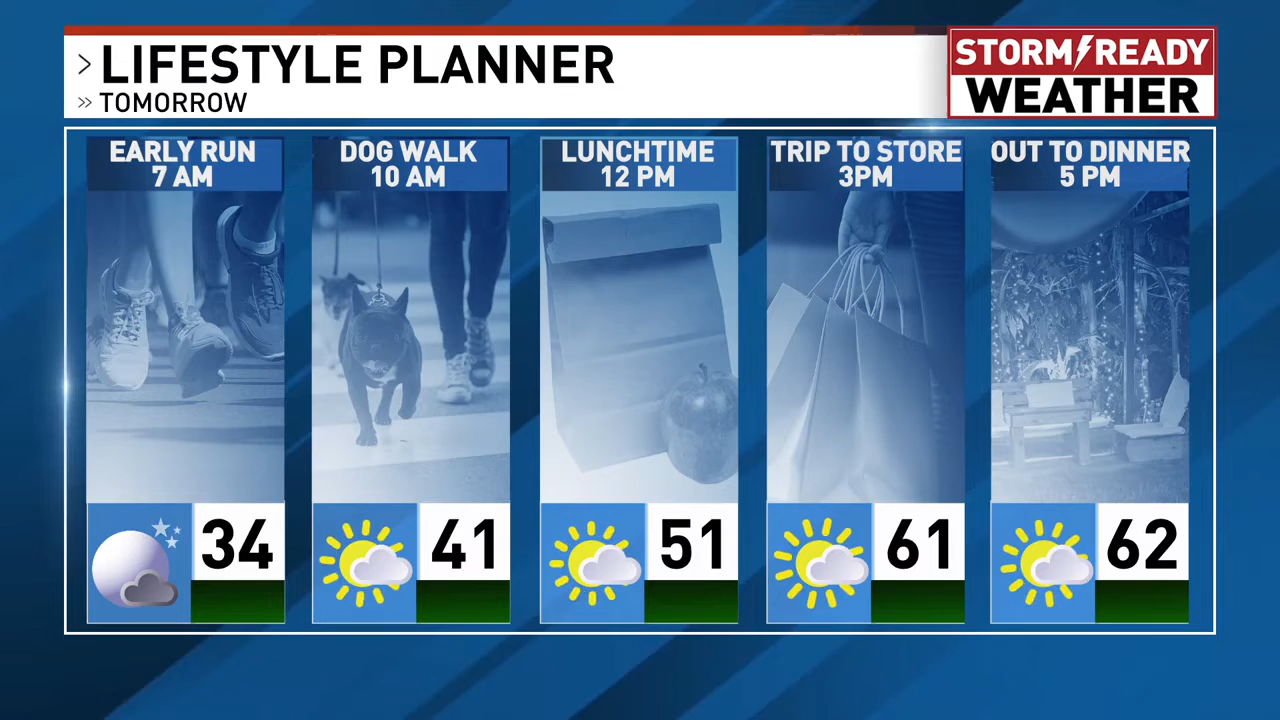 > LIFESTYLE PLANNER
» TOMORROW
STORM READY
WEATHER
EARLY RUN
7 AM
DOG WALK
10 AM
LUNCHTIME
12 PM
TRIP TO STORE
3PM
OUT TO DINNER
5 PM
34
41
51
61
62